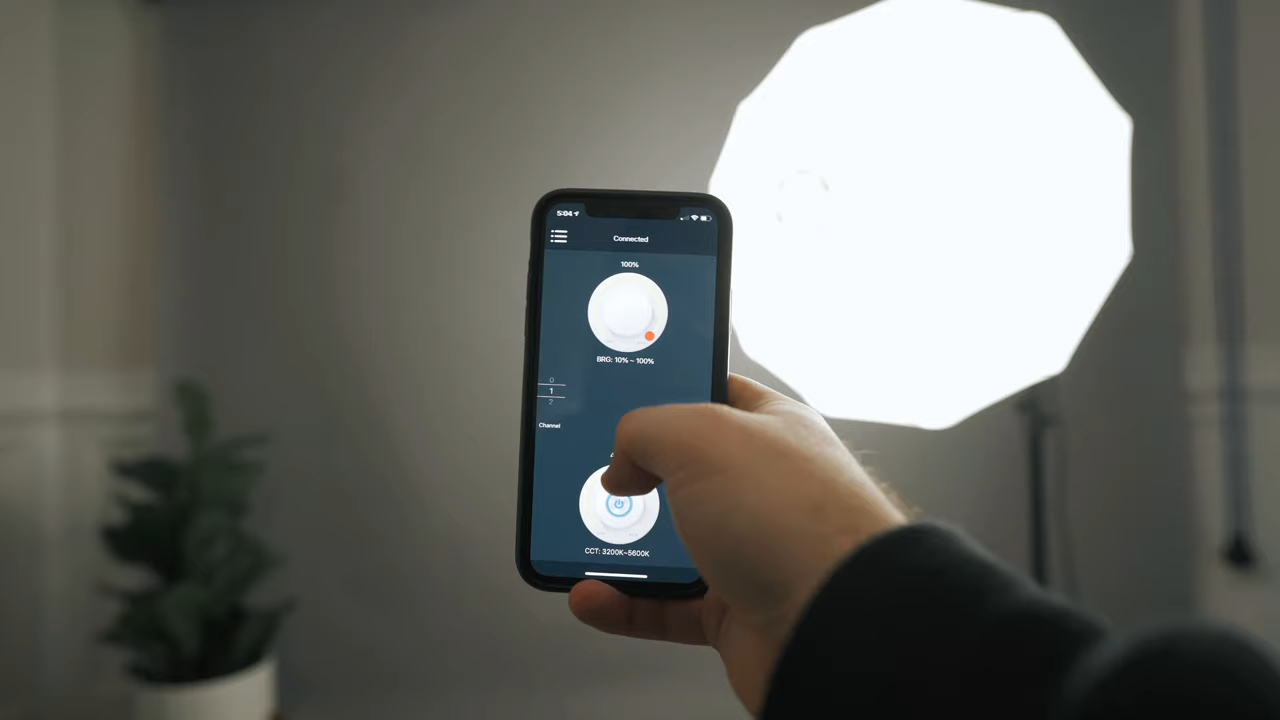 5:04
Connected
100%
BRG: 10% ~ 100%
0
1
2
Channel
CCT: 3200K~5600K